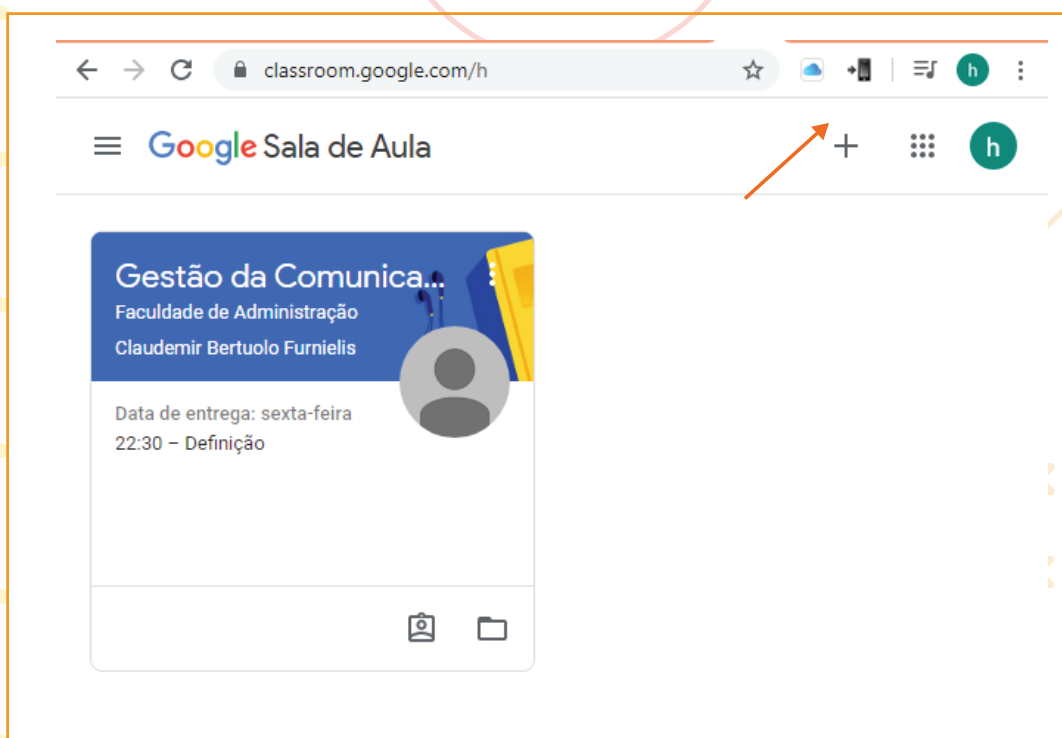 classroom.google.com/h
h
Google Sala de Aula
h
Gestão da Comunica...
Faculdade de Administração
Claudemir Bertuolo Furnielis
Data de entrega: sexta-feira
22:30 – Definição